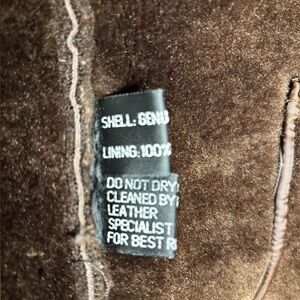 SHELL: GENU
LINING: 100%
DO NOT DRY
CLEANED BY
LEATHER
SPECIALIST
FOR BEST R